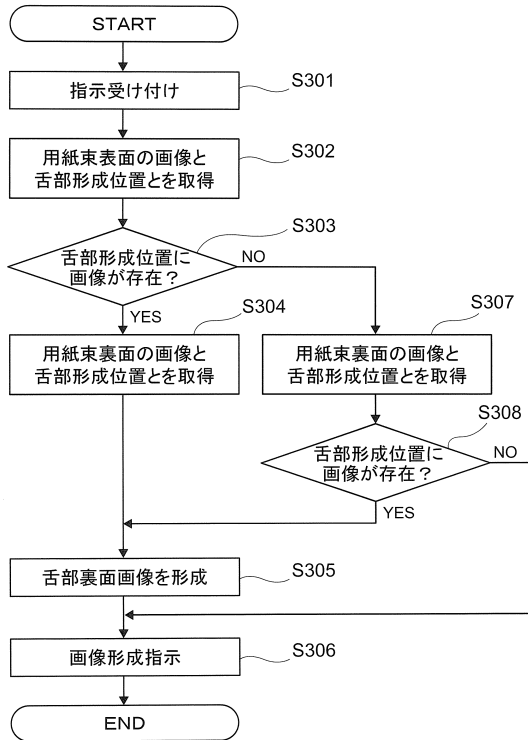 START
指示受け付け
S301
用紙束表面の画像と
舌部形成位置とを取得
S302
舌部形成位置に
画像が存在？
S303
NO
YES
用紙束裏面の画像と
舌部形成位置とを取得
S304
用紙束裏面の画像と
舌部形成位置とを取得
S307
舌部形成位置に
画像が存在？
S308
NO
YES
舌部裏面画像を形成
S305
画像形成指示
S306
END